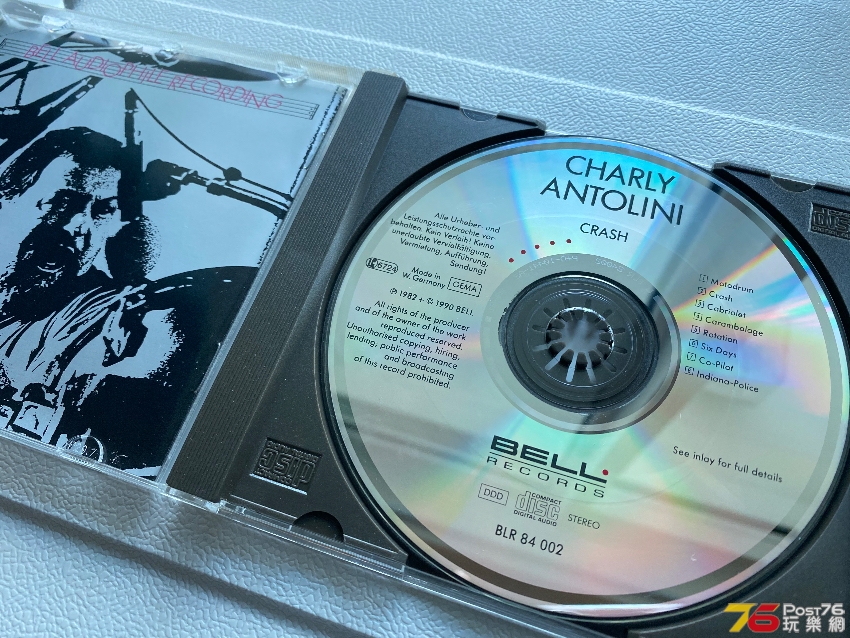 BELL AUDIOPHILE RECORDING
CHARLY
ANTOLINI
CRASH
Alle Urheber- und
Leistungsschutzrechte vor-
behalten. Kein Verleih! Keine
unerlaubte Vervielfältigung,
Vermietung, Aufführung,
Sendung!
6724
Made in
W. Germany
GEMA
℗ 1982 + © 1990 BELL
All rights of the producer
and of the owner of the work
reproduced reserved.
Unauthorised copying, hiring,
lending, public performance
and broadcasting
of this record prohibited.
1 Motodrum
2 Crash
3 Cabriolet
4 Carambolage
5 Rotation
6 Six Days
7 Co-Pilot
8 Indiana-Police
See inlay for full details
BELL.
RECORDS
DDD
COMPACT
disc
DIGITAL AUDIO
STEREO
BLR 84 002
disc
76 Post76
玩樂網